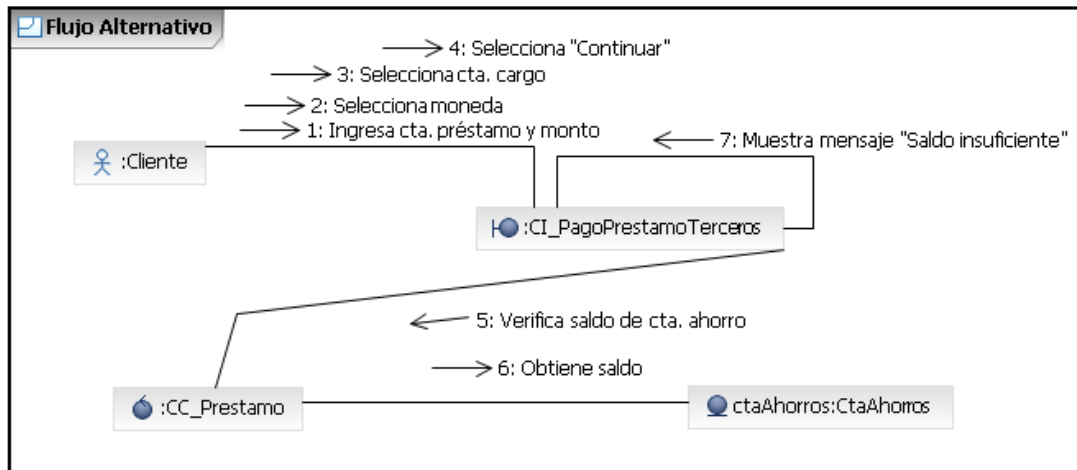 Flujo Alternativo
4: Selecciona "Continuar"
3: Selecciona cta. cargo
2: Selecciona moneda
1: Ingresa cta. préstamo y monto
7: Muestra mensaje "Saldo insuficiente"
:Cliente
:CI_PagoPrestamoTerceros
5: Verifica saldo de cta. ahorro
6: Obtiene saldo
:CC_Prestamo
ctaAhorros:CtaAhorros